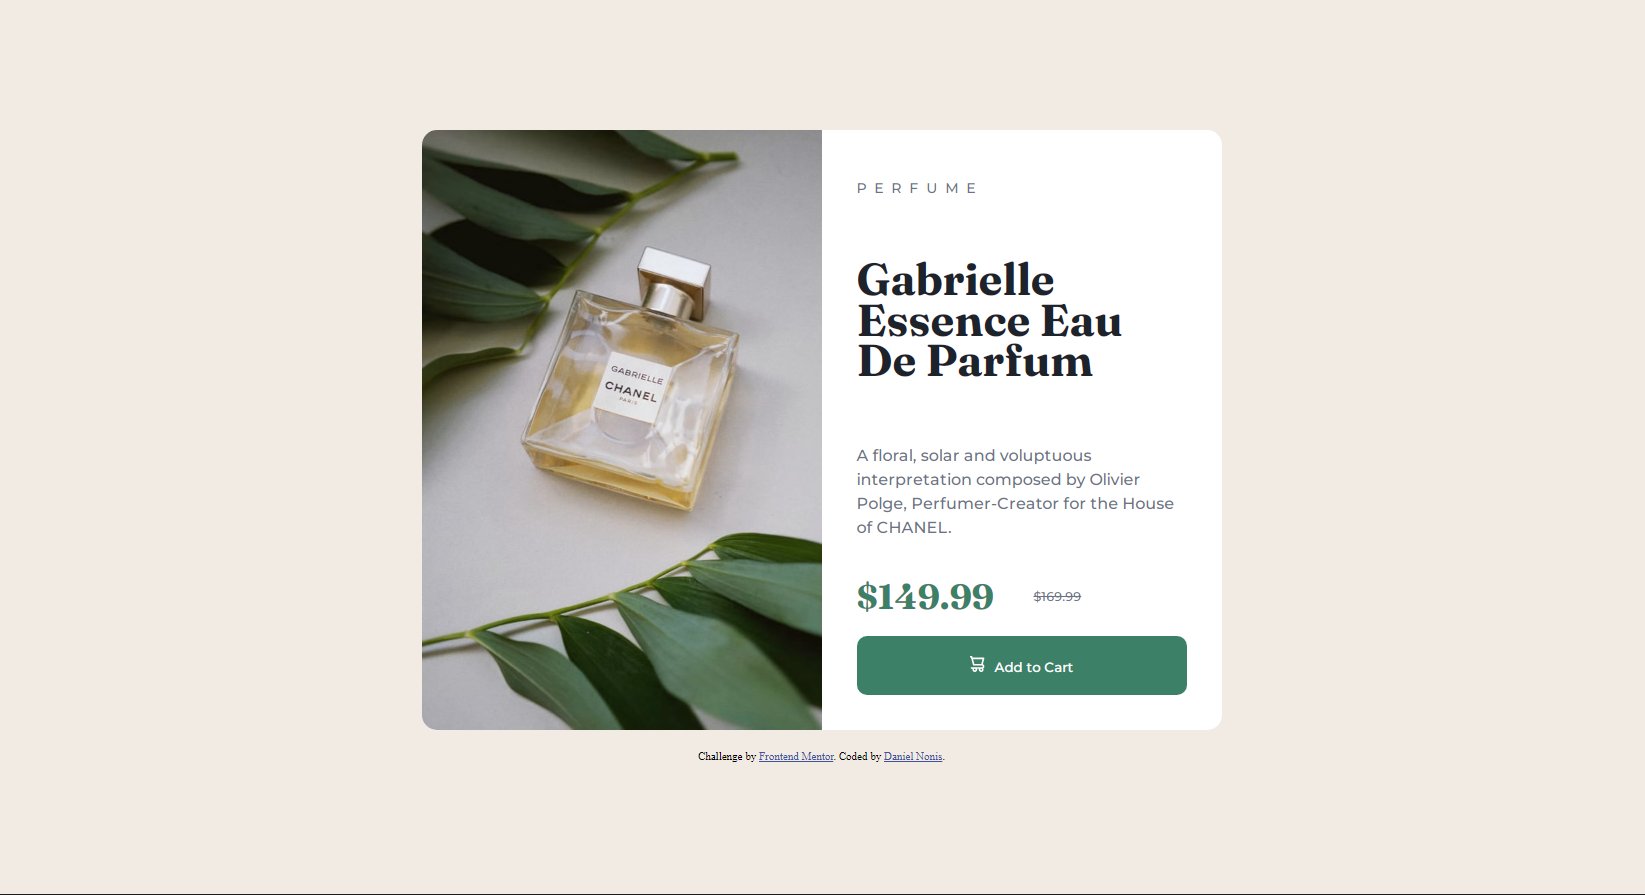 PERFUME
Gabrielle
Essence Eau
De Parfum
GABRIELLE
CHANEL
PARIS
A floral, solar and voluptuous
interpretation composed by Olivier
Polge, Perfumer-Creator for the House
of CHANEL.
$149.99 $169.99
Add to Cart
Challenge by Frontend Mentor. Coded by Daniel Nonis.